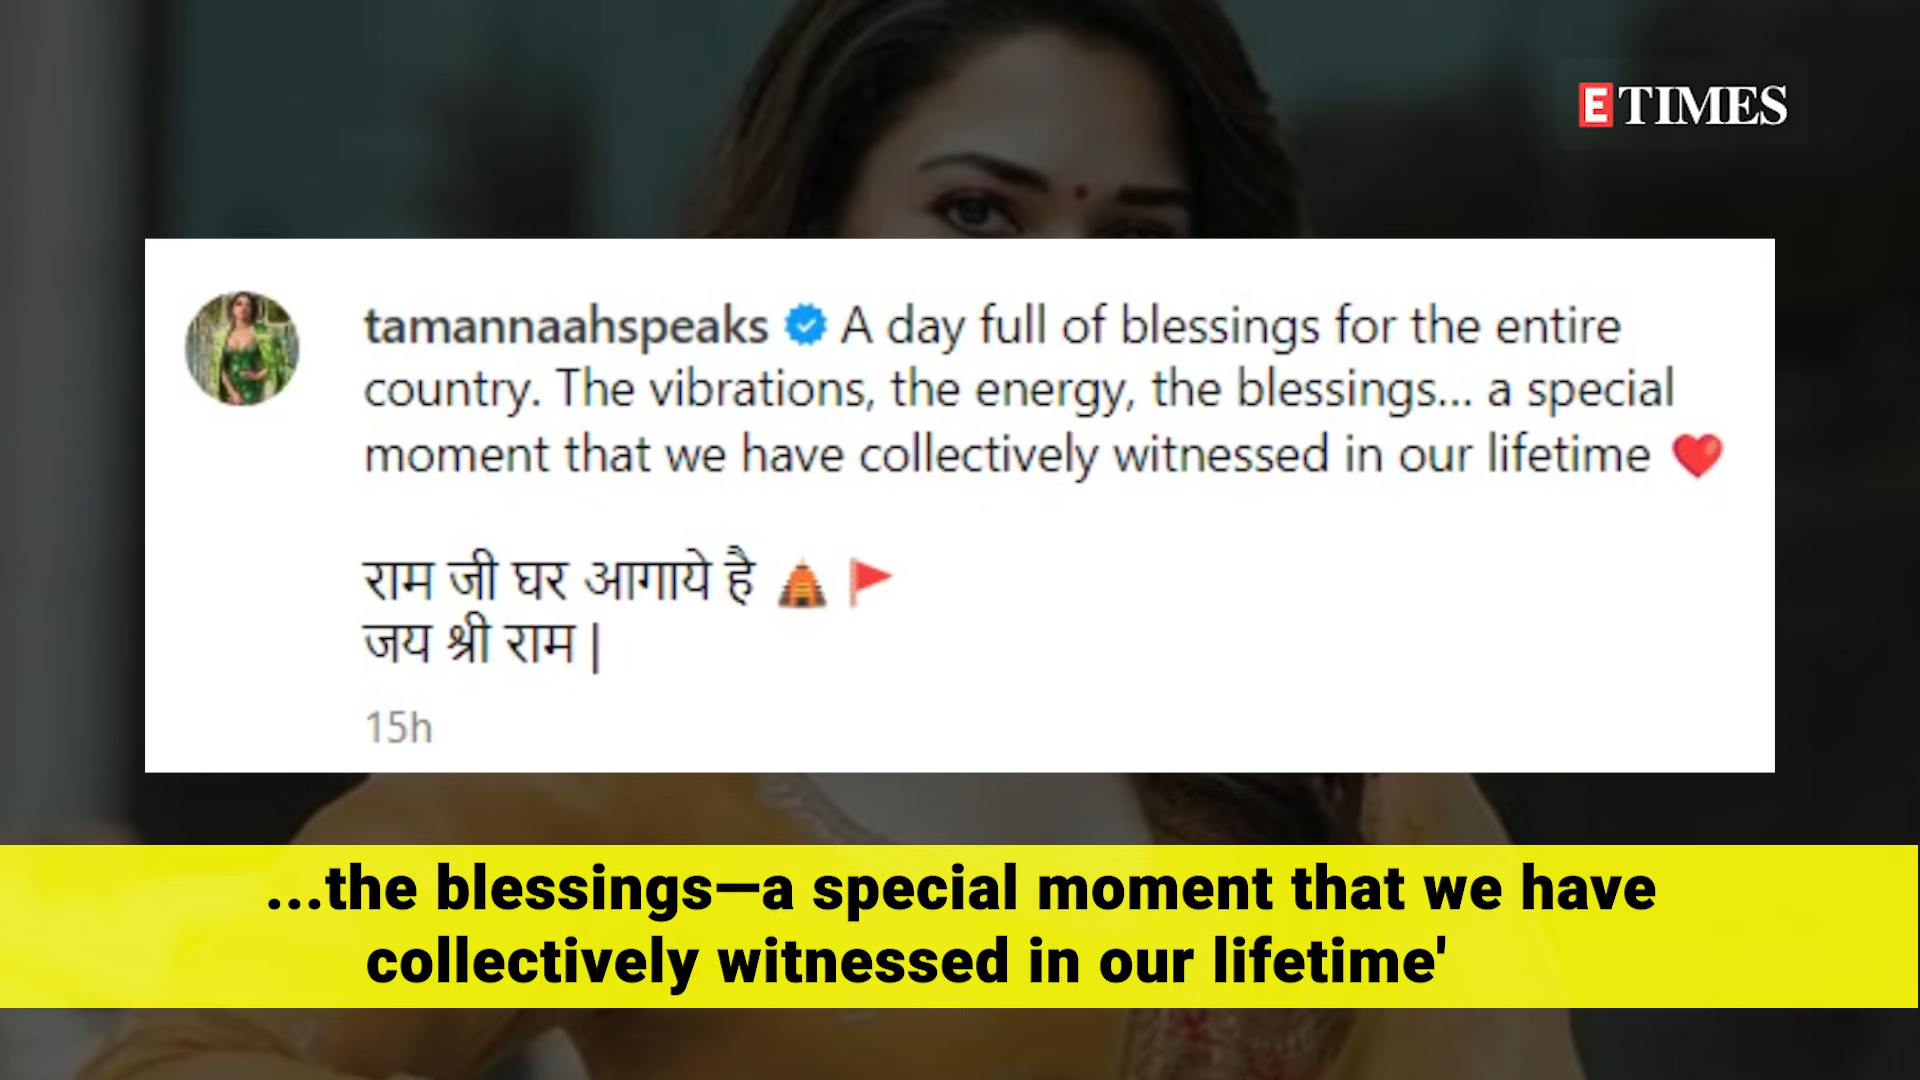 ETIMES
tamannaahspeaks A day full of blessings for the entire
country. The vibrations, the energy, the blessings... a special
moment that we have collectively witnessed in our lifetime ❤️
राम जी घर आगाये है 🛕 🚩
जय श्री राम |
15h
...the blessings—a special moment that we have
collectively witnessed in our lifetime'